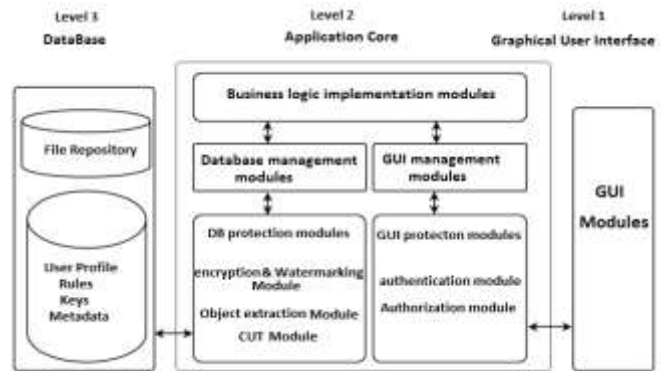 Level 3
DataBase
Level 2
Application Core
Level 1
Graphical User Interface
File Repository
User Profile
Rules
Keys
Metadata
Business logic implementation modules
Database management
modules
GUI management
modules
DB protection modules
encryption& Watermarking
Module
Object extraction Module
CUT Module
GUI protecton modules
authentication module
Authorization module
GUI
Modules